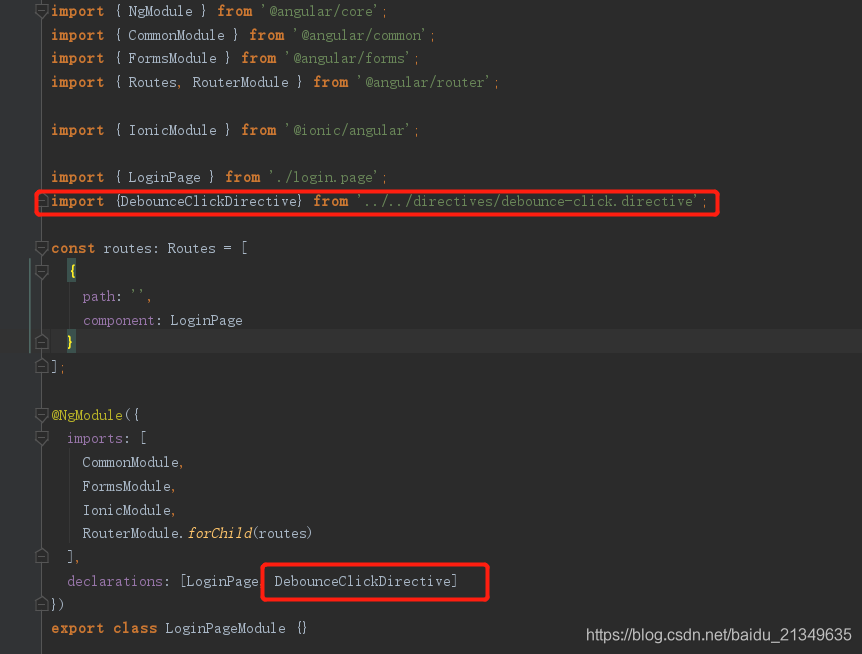 import { NgModule } from '@angular/core';
import { CommonModule } from '@angular/common';
import { FormsModule } from '@angular/forms';
import { Routes, RouterModule } from '@angular/router';
import { IonicModule } from '@ionic/angular';
import { LoginPage } from './login.page';
import {DebounceClickDirective} from '../../directives/debounce-click.directive';
const routes: Routes = [
{
path: '',
component: LoginPage
}
];
@NgModule({
imports: [
CommonModule,
FormsModule,
IonicModule,
RouterModule.forChild(routes)
],
declarations: [LoginPage, DebounceClickDirective]
})
export class LoginPageModule {}
https://blog.csdn.net/baidu_21349635